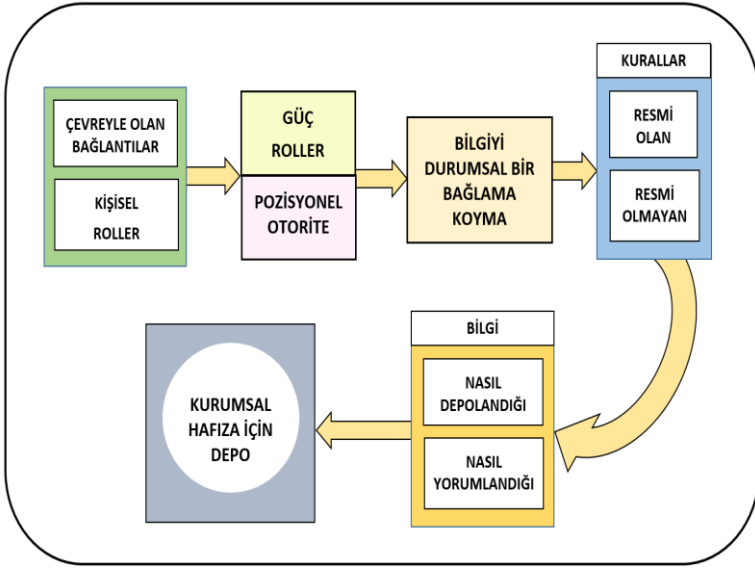 ÇEVREYLE OLAN
BAĞLANTILAR
KİŞİSEL
ROLLER
GÜÇ
ROLLER
POZİSYONEL
OTORİTE
BİLGİYİ
DURUMSAL BİR
BAĞLAMA
KOYMA
KURALLAR
RESMİ
OLAN
RESMİ
OLMAYAN
BİLGİ
NASIL
DEPOLANDIĞI
NASIL
YORUMLANDIĞI
KURUMSAL
HAFIZA İÇİN
DEPO